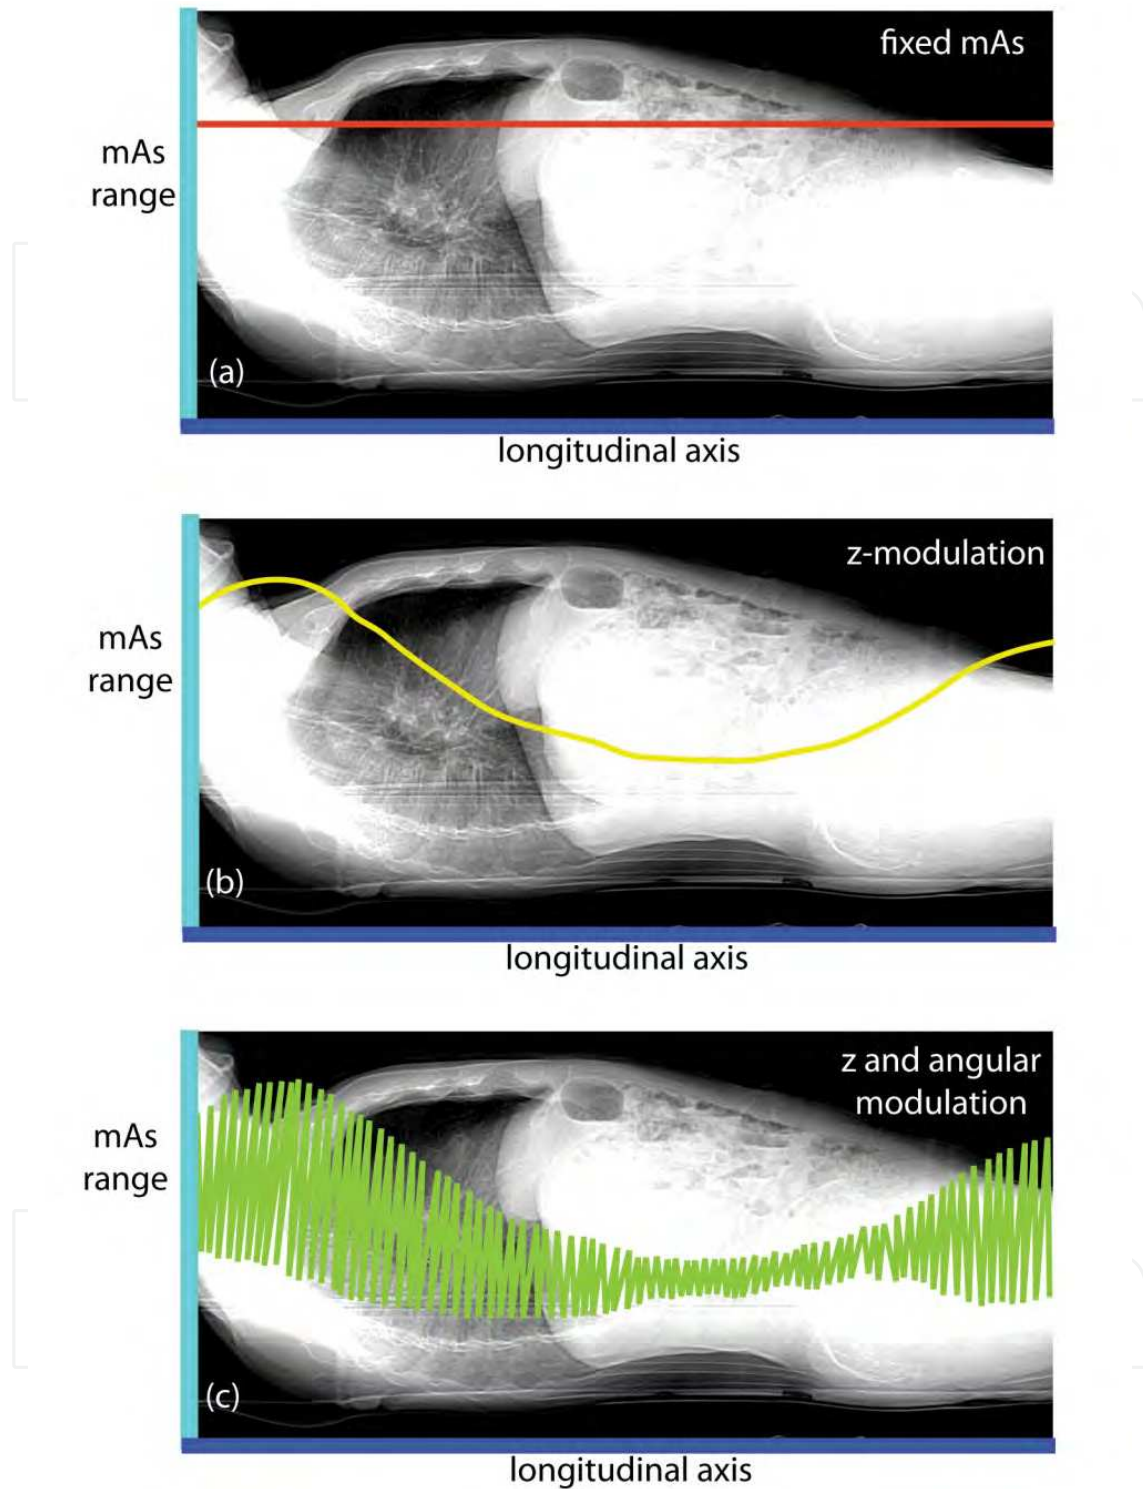 fixed mAs
mAs
range
(a)
longitudinal axis
z-modulation
mAs
range
(b)
longitudinal axis
z and angular
modulation
mAs
range
(c)
longitudinal axis